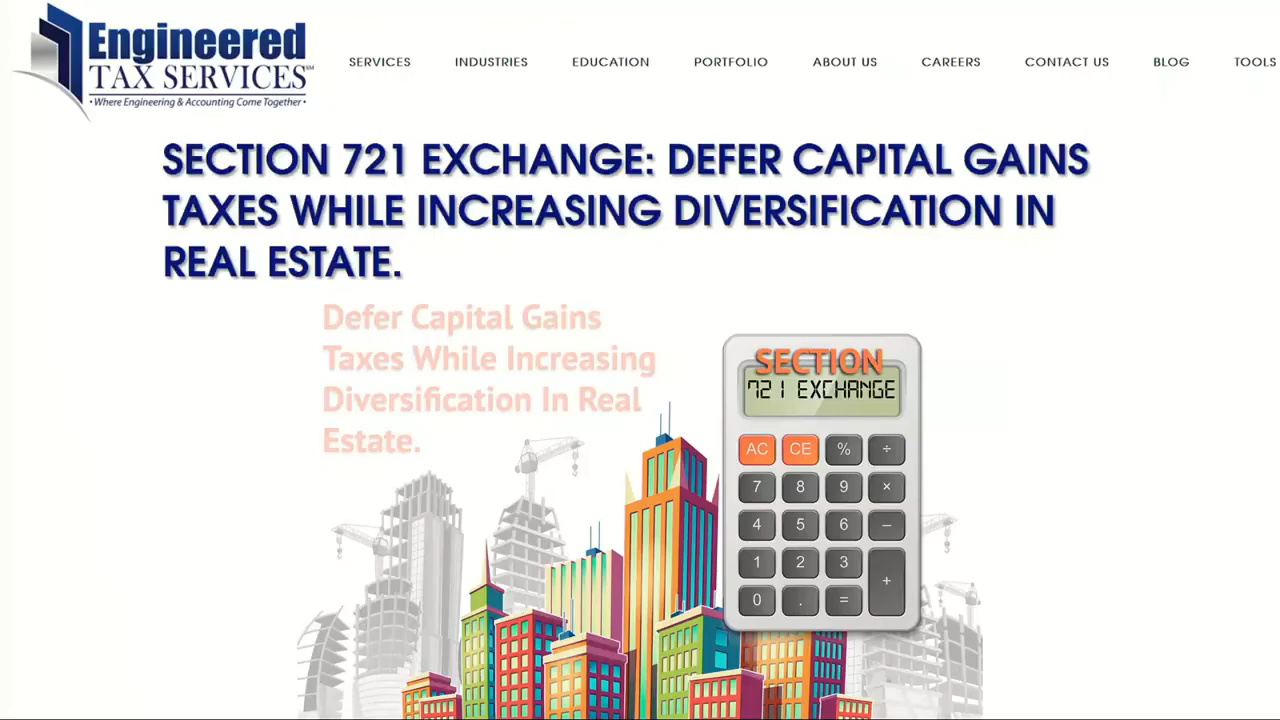 Engineered
TAX SERVICES℠
• Where Engineering & Accounting Come Together •
SERVICES INDUSTRIES EDUCATION PORTFOLIO ABOUT US CAREERS CONTACT US BLOG TOOLS
SECTION 721 EXCHANGE: DEFER CAPITAL GAINS
TAXES WHILE INCREASING DIVERSIFICATION IN
REAL ESTATE.
Defer Capital Gains
Taxes While Increasing
Diversification In Real
Estate.
SECTION
721 EXCHANGE
AC CE % ÷
7 8 9 ×
4 5 6 −
1 2 3 +
0 . =